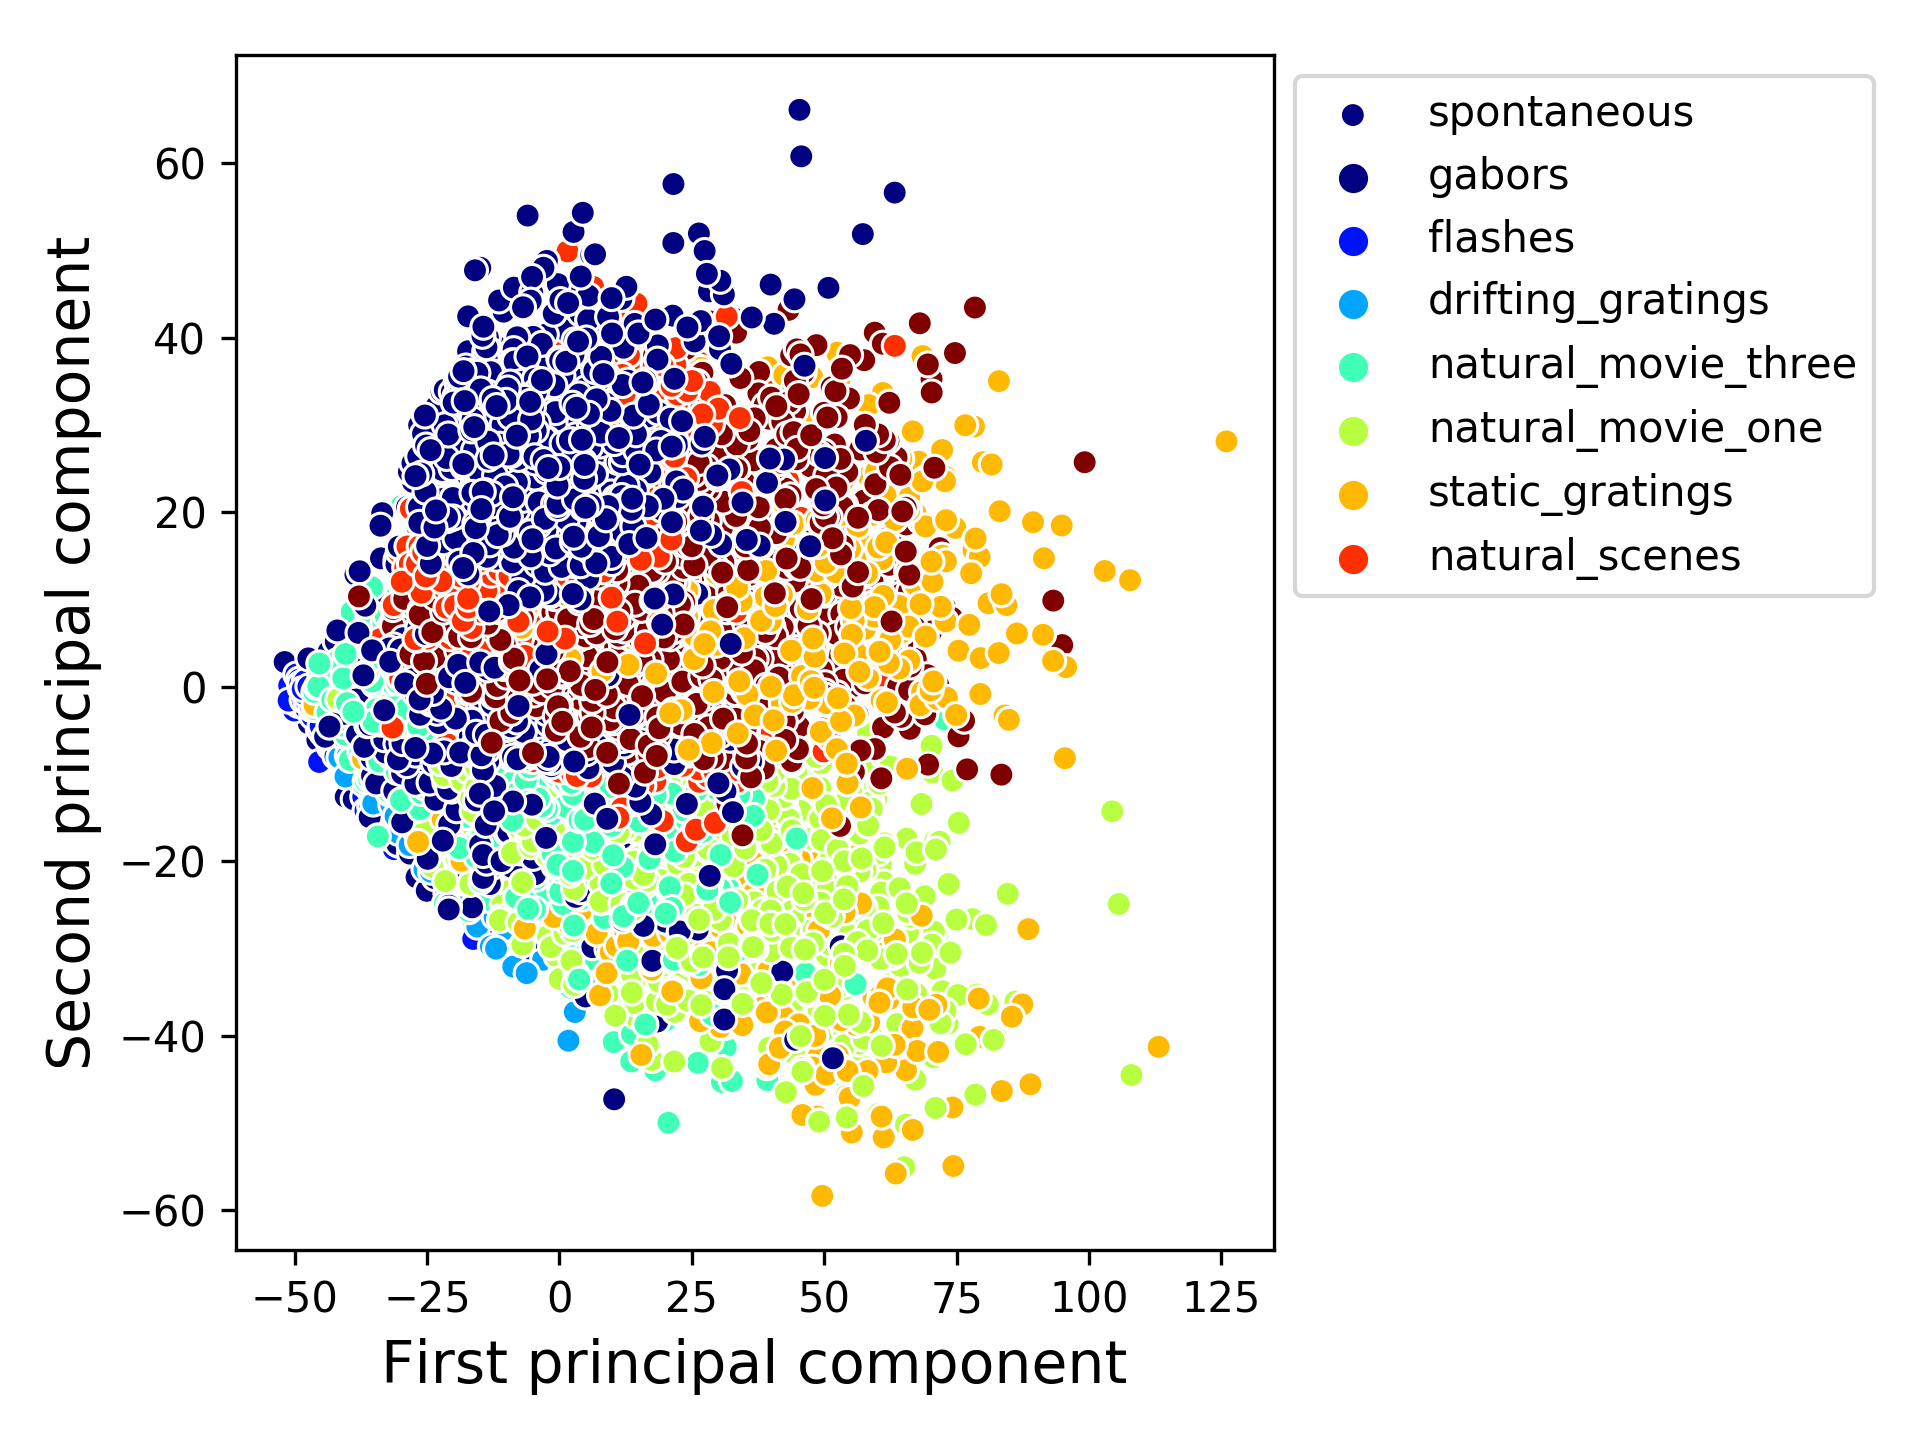 Second principal component
60
40
20
0
−20
−40
−60
−50 −25 0 25 50 75 100 125
First principal component
spontaneous
gabors
flashes
drifting_gratings
natural_movie_three
natural_movie_one
static_gratings
natural_scenes